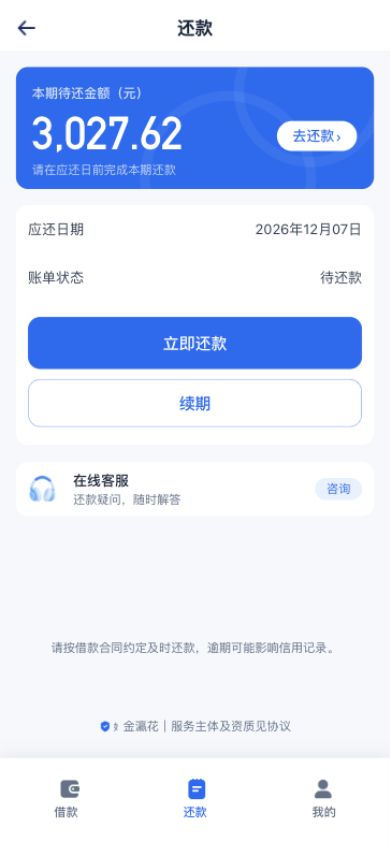 还款
本期待还金额（元）
3,027.62
去还款›
请在应还日前完成本期还款
应还日期 2026年12月07日
账单状态 待还款
立即还款
续期
在线客服
还款疑问，随时解答
咨询
请按借款合同约定及时还款，逾期可能影响信用记录。
金瀛花｜服务主体及资质见协议
借款 还款 我的